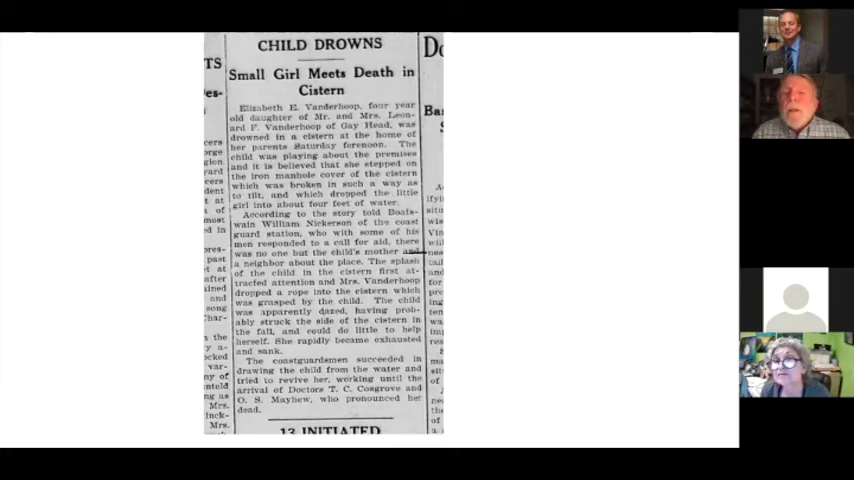 CHILD DROWNS
Small Girl Meets Death in
Cistern
Elizabeth E. Vanderhoop, four year
old daughter of Mr. and Mrs. Leon-
ard F. Vanderhoop of Gay Head, was
drowned in a cistern at the home of
her parents Saturday forenoon. The
child was playing about the premises
and it is believed that she stepped on
the iron manhole cover of the cistern
which was broken in such a way as
to tilt, and which dropped the little
girl into about four feet of water.
According to the story told Boats-
wain William Nickerson of the coast
guard station, who with some of his
men responded to a call for aid, there
was no one but the child's mother and
a neighbor about the place. The splash
of the child in the cistern first at-
tracfed attention and Mrs. Vanderhoop
dropped a rope into the cistern which
was grasped by the child. The child
was apparently dazed, having prob-
ably struck the side of the cistern in
the fall, and could do little to help
herself. She rapidly became exhausted
and sank.
The coastguardsmen succeeded in
drawing the child from the water and
tried to revive her, working until the
arrival of Doctors T. C. Cosgrove and
O. S. Mayhew, who pronounced her
dead.
13 INITIATED